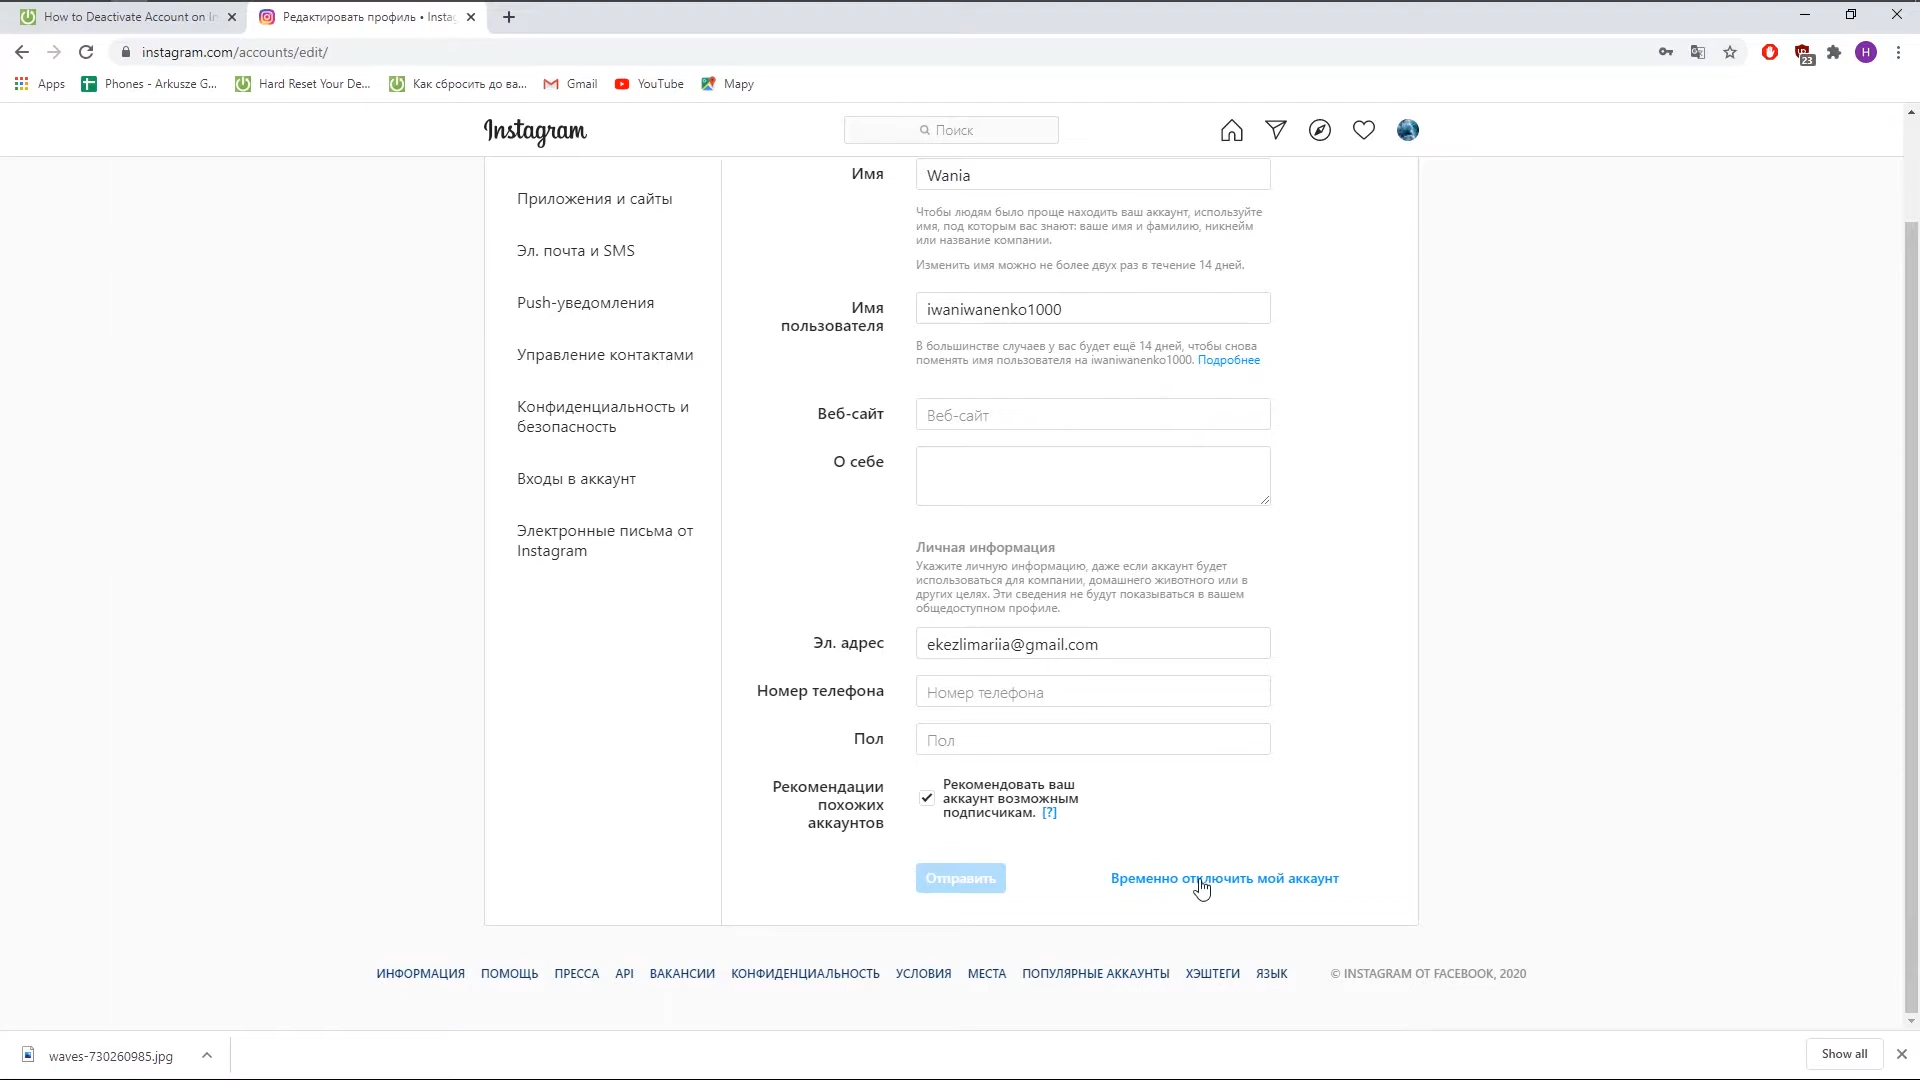 How to Deactivate Account on In
Редактировать профиль • Insta
instagram.com/accounts/edit/
23
H
Apps
Phones - Arkusze G...
Hard Reset Your De...
Как сбросить до ва...
Gmail
YouTube
Mapy
Instagram
Поиск
Приложения и сайты
Эл. почта и SMS
Push-уведомления
Управление контактами
Конфиденциальность и
безопасность
Входы в аккаунт
Электронные письма от
Instagram
Имя
Wania
Чтобы людям было проще находить ваш аккаунт, используйте
имя, под которым вас знают: ваше имя и фамилию, никнейм
или название компании.
Изменить имя можно не более двух раз в течение 14 дней.
Имя
пользователя
iwaniwanenko1000
В большинстве случаев у вас будет ещё 14 дней, чтобы снова
поменять имя пользователя на iwaniwanenko1000. Подробнее
Веб-сайт
Веб-сайт
О себе
Личная информация
Укажите личную информацию, даже если аккаунт будет
использоваться для компании, домашнего животного или в
других целях. Эти сведения не будут показываться в вашем
общедоступном профиле.
Эл. адрес
ekezlimariia@gmail.com
Номер телефона
Номер телефона
Пол
Пол
Рекомендации
похожих
аккаунтов
Рекомендовать ваш
аккаунт возможным
подписчикам. [?]
Отправить
Временно отключить мой аккаунт
ИНФОРМАЦИЯ ПОМОЩЬ ПРЕССА API ВАКАНСИИ КОНФИДЕНЦИАЛЬНОСТЬ УСЛОВИЯ МЕСТА ПОПУЛЯРНЫЕ АККАУНТЫ ХЭШТЕГИ ЯЗЫК © INSTAGRAM ОТ FACEBOOK, 2020
waves-730260985.jpg
Show all